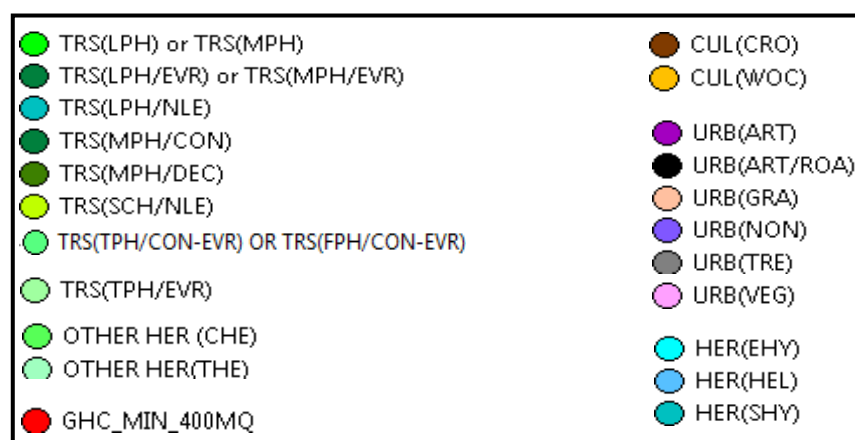 TRS(LPH) or TRS(MPH)
TRS(LPH/EVR) or TRS(MPH/EVR)
TRS(LPH/NLE)
TRS(MPH/CON)
TRS(MPH/DEC)
TRS(SCH/NLE)
TRS(TPH/CON-EVR) OR TRS(FPH/CON-EVR)
TRS(TPH/EVR)
OTHER HER (CHE)
OTHER HER(THE)
GHC_MIN_400MQ
CUL(CRO)
CUL(WOC)
URB(ART)
URB(ART/ROA)
URB(GRA)
URB(NON)
URB(TRE)
URB(VEG)
HER(EHY)
HER(HEL)
HER(SHY)